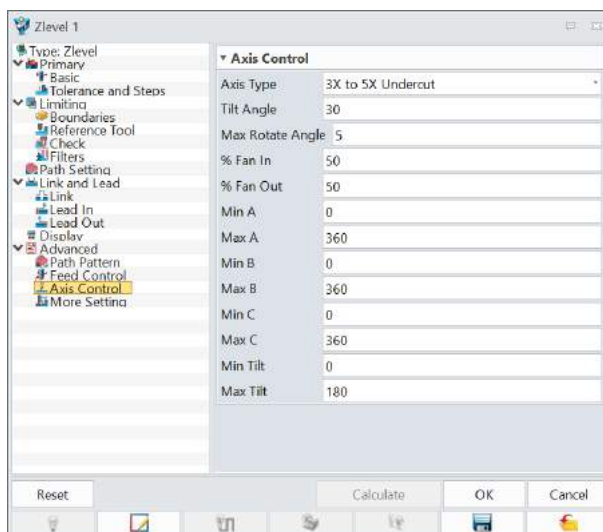 Zlevel 1
Type: Zlevel
Primary
Basic
Tolerance and Steps
Limiting
Boundaries
Reference Tool
Check
Filters
Path Setting
Link and Lead
Link
Lead In
Lead Out
Display
Advanced
Path Pattern
Feed Control
Axis Control
More Setting
Axis Control
Axis Type 3X to 5X Undercut
Tilt Angle 30
Max Rotate Angle 5
% Fan In 50
% Fan Out 50
Min A 0
Max A 360
Min B 0
Max B 360
Min C 0
Max C 360
Min Tilt 0
Max Tilt 180
Reset Calculate OK Cancel